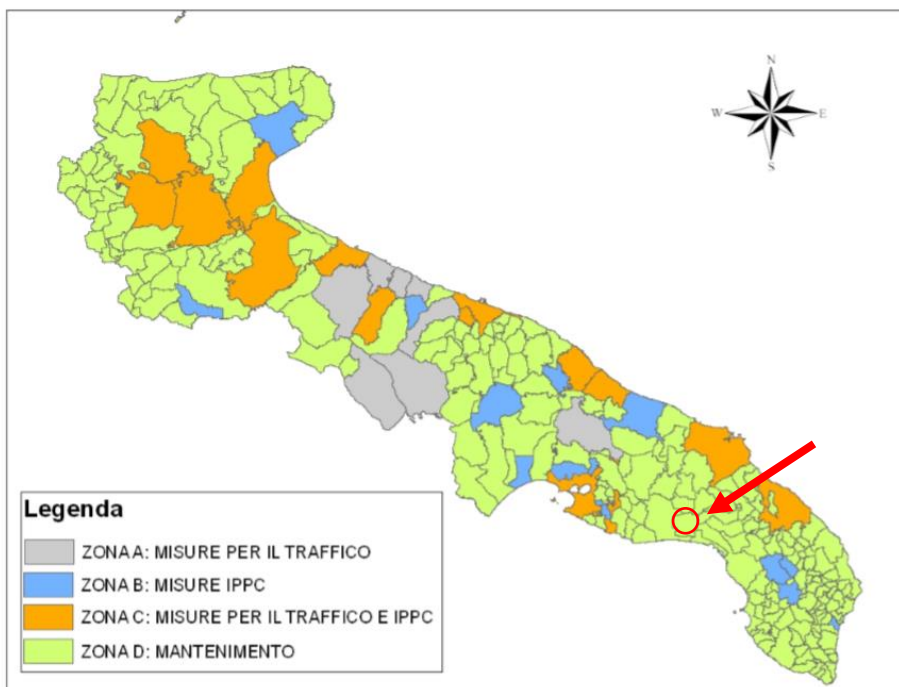 N
W E
S
Legenda
ZONA A: MISURE PER IL TRAFFICO
ZONA B: MISURE IPPC
ZONA C: MISURE PER IL TRAFFICO E IPPC
ZONA D: MANTENIMENTO